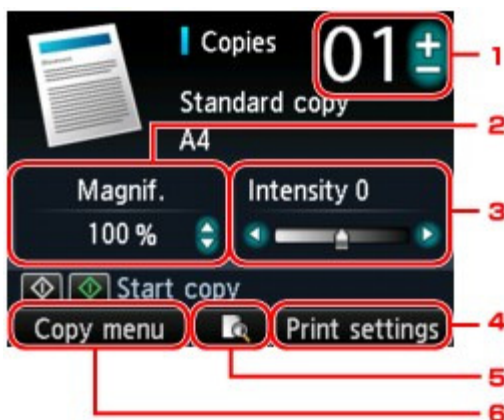 Copies
01
Standard copy
A4
Magnif.
100 %
Intensity 0
Start copy
Copy menu
Print settings
1
2
3
4
5
6